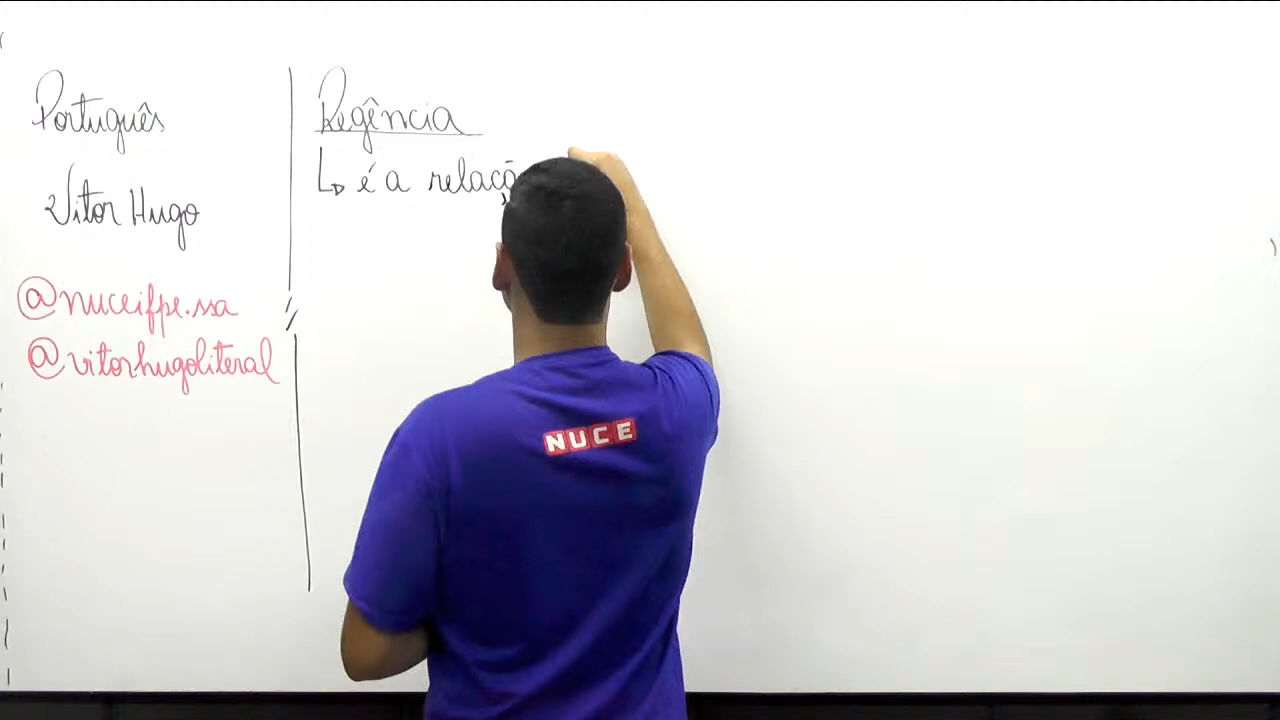 Português
Vitor Hugo
@nuceifpe.ssa
@vitorhugoliteral
Regência
↳ é a relaçã
NUCE